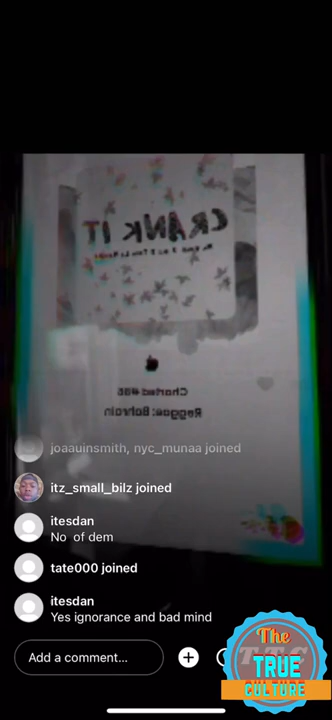 CRANK IT
Charted #86
Reggae: Bahrain
joaauinsmith, nyc_munaa joined
itz_small_bilz joined
itesdan
No of dem
tate000 joined
itesdan
Yes ignorance and bad mind
Add a comment...
The
T.T.C
TRUE
CULTURE